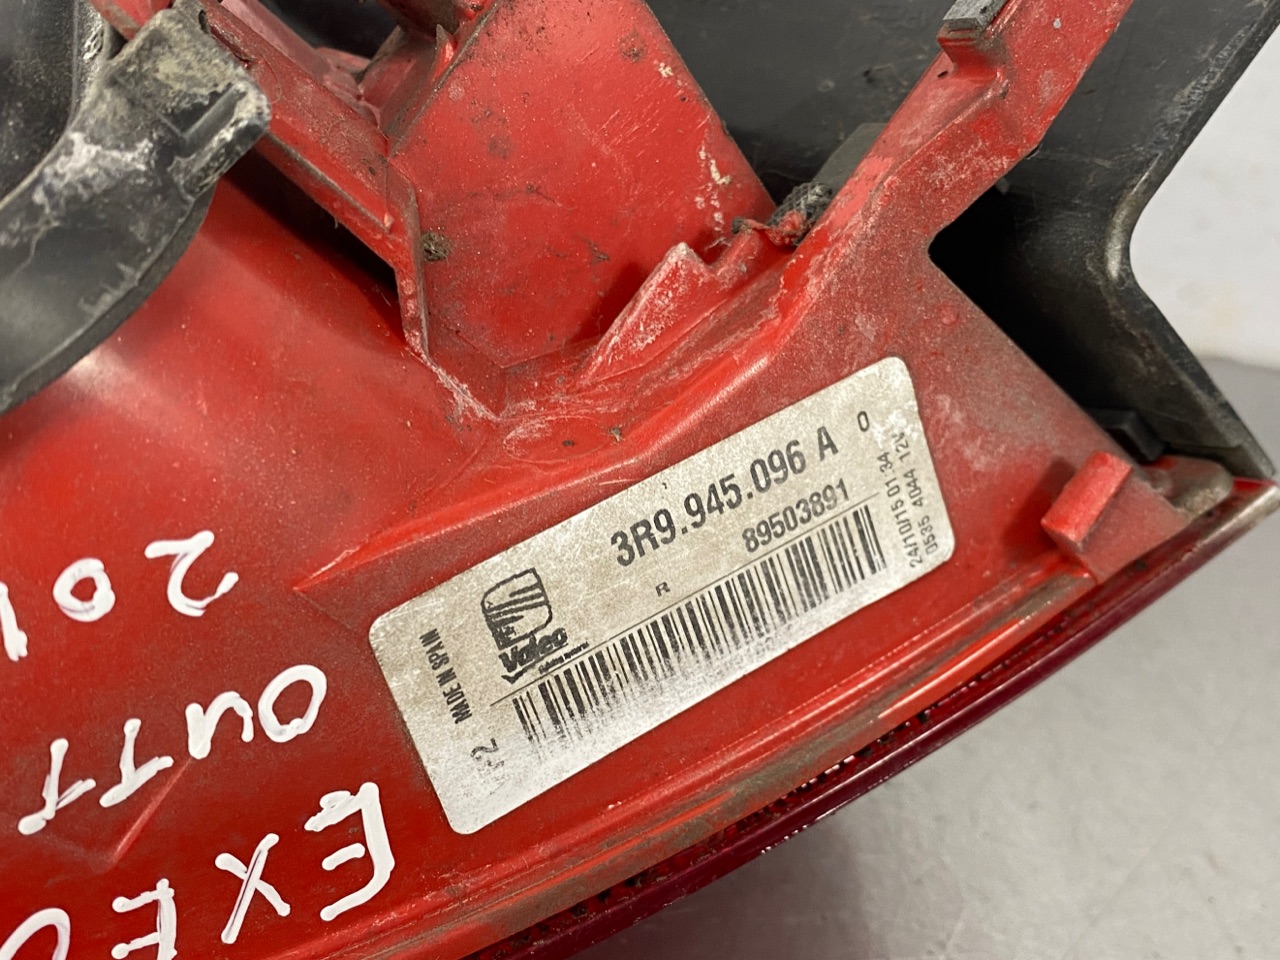 3R9.945.096 A
0
89503891
R
24/10/15 01:34
0535 4044 12V
MADE IN SPAIN
Valeo
EXEO
OUTT
201